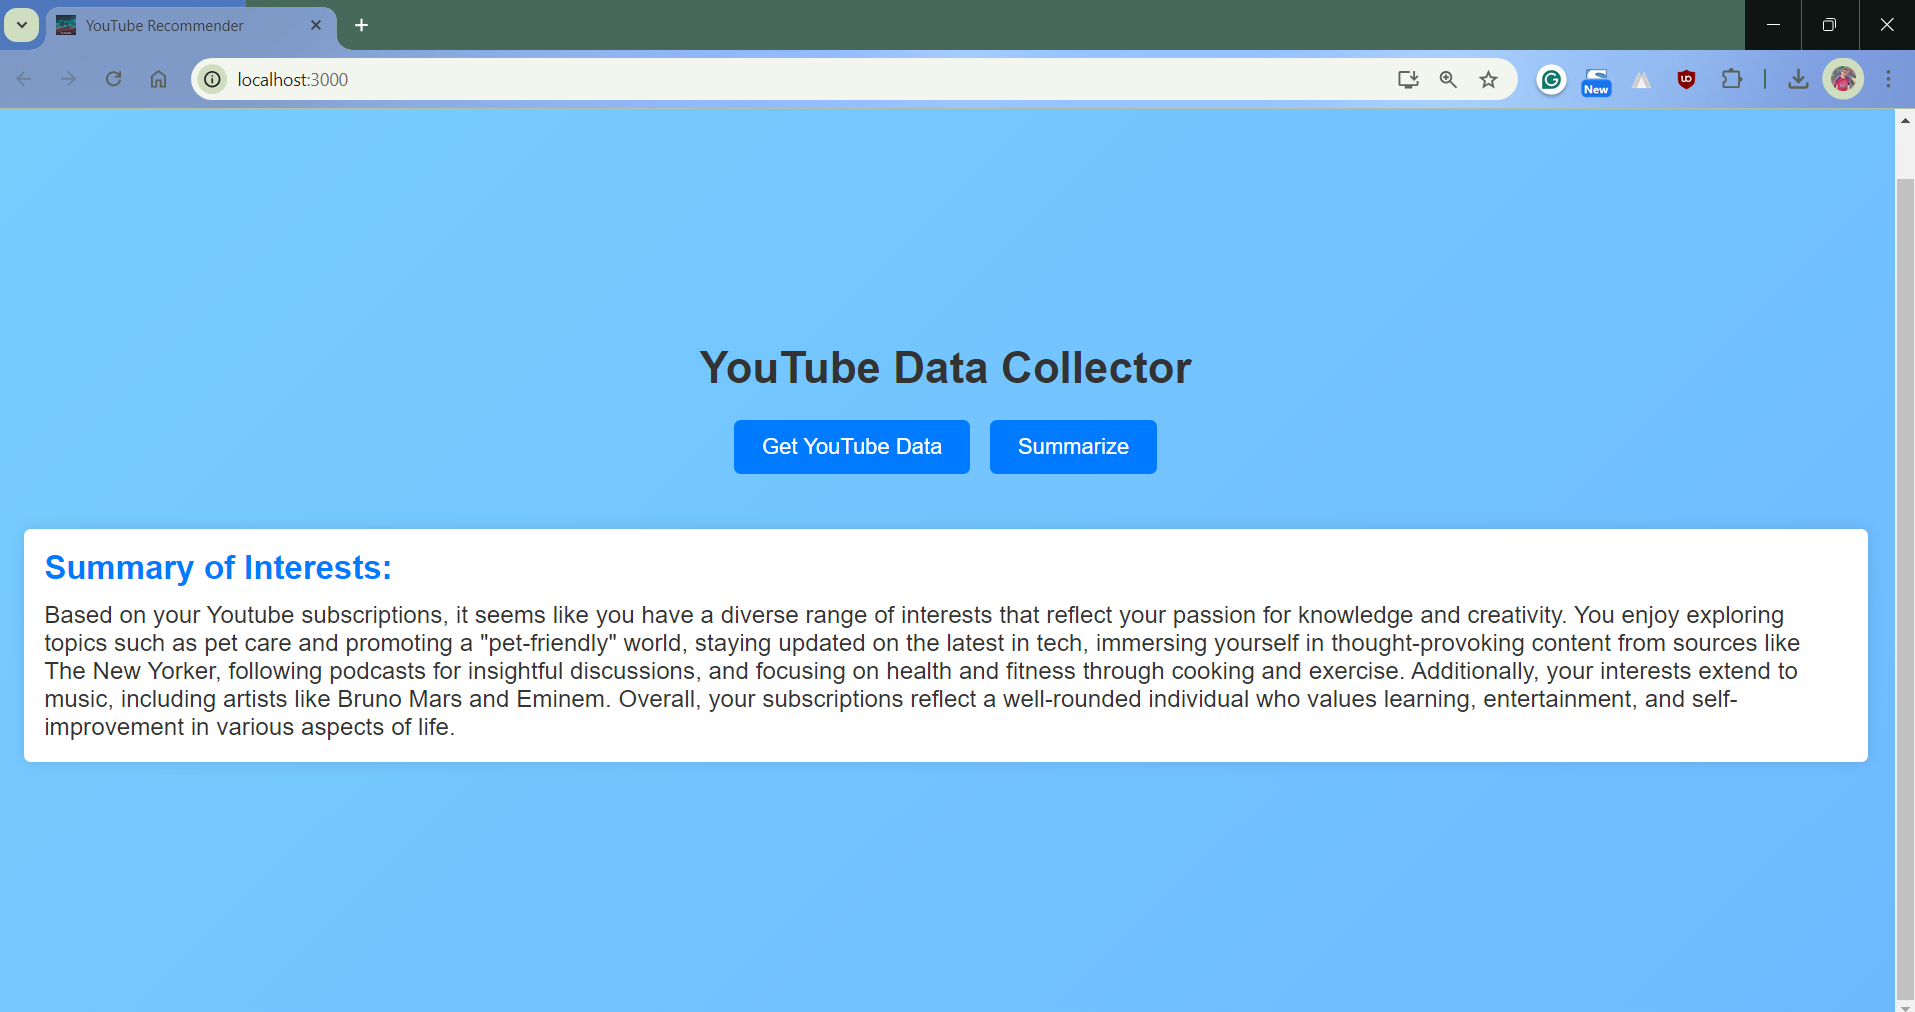 YouTube Recommender
localhost:3000
New
YouTube Data Collector
Get YouTube Data
Summarize
Summary of Interests:
Based on your Youtube subscriptions, it seems like you have a diverse range of interests that reflect your passion for knowledge and creativity. You enjoy exploring
topics such as pet care and promoting a "pet-friendly" world, staying updated on the latest in tech, immersing yourself in thought-provoking content from sources like
The New Yorker, following podcasts for insightful discussions, and focusing on health and fitness through cooking and exercise. Additionally, your interests extend to
music, including artists like Bruno Mars and Eminem. Overall, your subscriptions reflect a well-rounded individual who values learning, entertainment, and self-
improvement in various aspects of life.